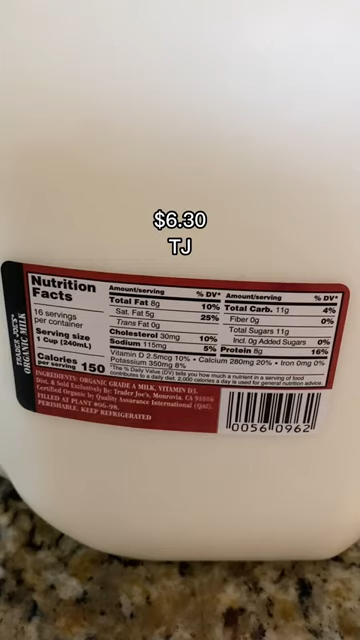 $6.30
TJ
TRADER JOE'S
ORGANIC MILK
Nutrition
Facts
16 servings
per container
Serving size
1 Cup (240mL)
Calories
per serving 150
Amount/serving % DV*
Total Fat 8g 10%
Sat. Fat 5g 25%
Trans Fat 0g
Cholesterol 30mg 10%
Sodium 115mg 5%
Amount/serving % DV*
Total Carb. 11g 4%
Fiber 0g 0%
Total Sugars 11g
Incl. 0g Added Sugars 0%
Protein 8g 16%
Vitamin D 2.5mcg 10% • Calcium 280mg 20% • Iron 0mg 0%
Potassium 350mg 8%
*The % Daily Value (DV) tells you how much a nutrient in a serving of food
contributes to a daily diet. 2,000 calories a day is used for general nutrition advice.
INGREDIENTS: ORGANIC GRADE A MILK, VITAMIN D3.
Dist. & Sold Exclusively By: Trader Joe's, Monrovia, CA 91016
Certified Organic by Quality Assurance International (QAI).
FILLED AT PLANT #06-98.
PERISHABLE. KEEP REFRIGERATED
0056 0962